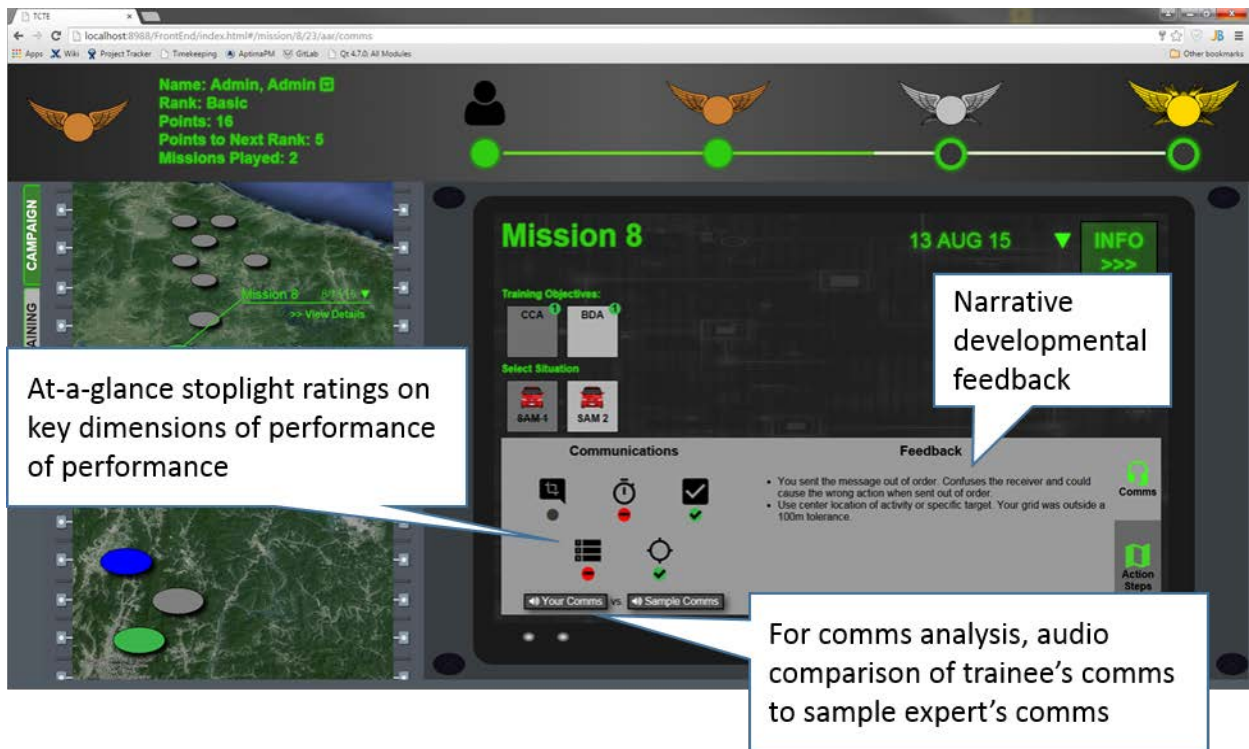 TCTE
localhost:8988/FrontEnd/index.html#/mission/8/23/aar/comms
JB
Apps Wiki Project Tracker Timekeeping AptimaPM GitLab Qt 4.7.0: All Modules Other bookmarks
Name: Admin, Admin
Rank: Basic
Points: 16
Points to Next Rank: 5
Missions Played: 2
CAMPAIGN
AINING
Mission 8 ▼
>> View Details
Mission 8
13 AUG 15 ▼
INFO
>>>
Training Objectives:
CCA 1 BDA 1
Select Situation
SAM 1 SAM 2
Narrative
developmental
feedback
At-a-glance stoplight ratings on
key dimensions of performance
of performance
Communications
Feedback
• You sent the message out of order. Confuses the receiver and could
cause the wrong action when sent out of order.
• Use center location of activity or specific target. Your grid was outside a
100m tolerance.
Comms
Action
Steps
Your Comms vs. Sample Comms
For comms analysis, audio
comparison of trainee's comms
to sample expert's comms